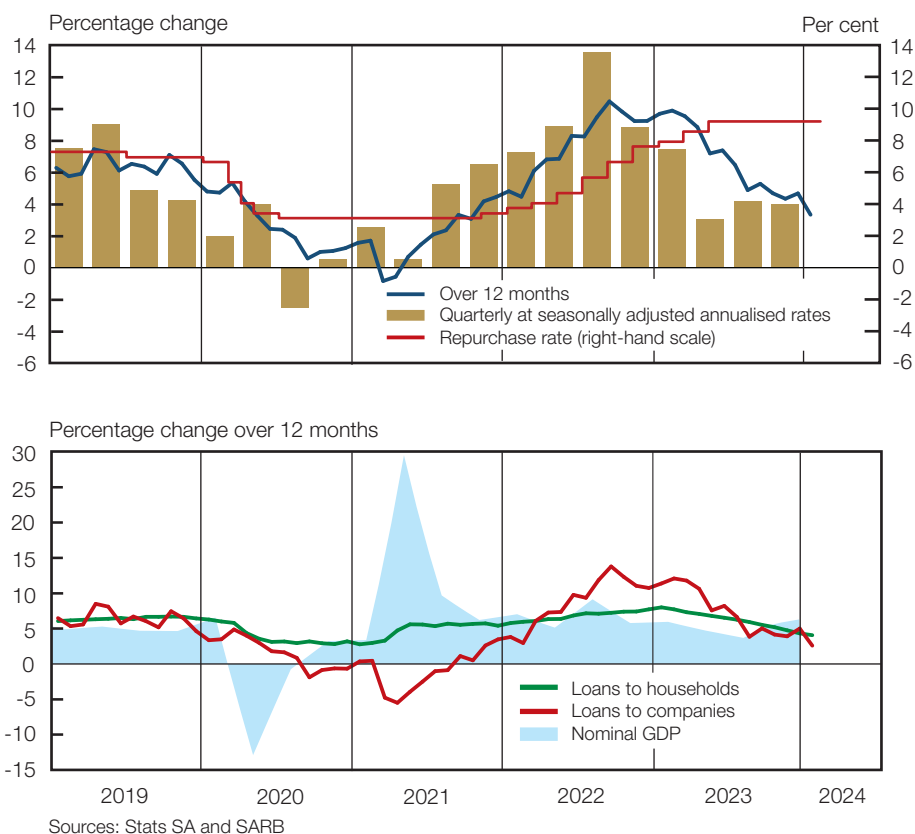 Percentage change Per cent
14 14
12 12
10 10
8 8
6 6
4 4
2 2
0 0
-2 -2
-4 -4
-6 -6
Over 12 months
Quarterly at seasonally adjusted annualised rates
Repurchase rate (right-hand scale)
Percentage change over 12 months
30
25
20
15
10
5
0
-5
-10
-15
Loans to households
Loans to companies
Nominal GDP
2019 2020 2021 2022 2023 2024
Sources: Stats SA and SARB